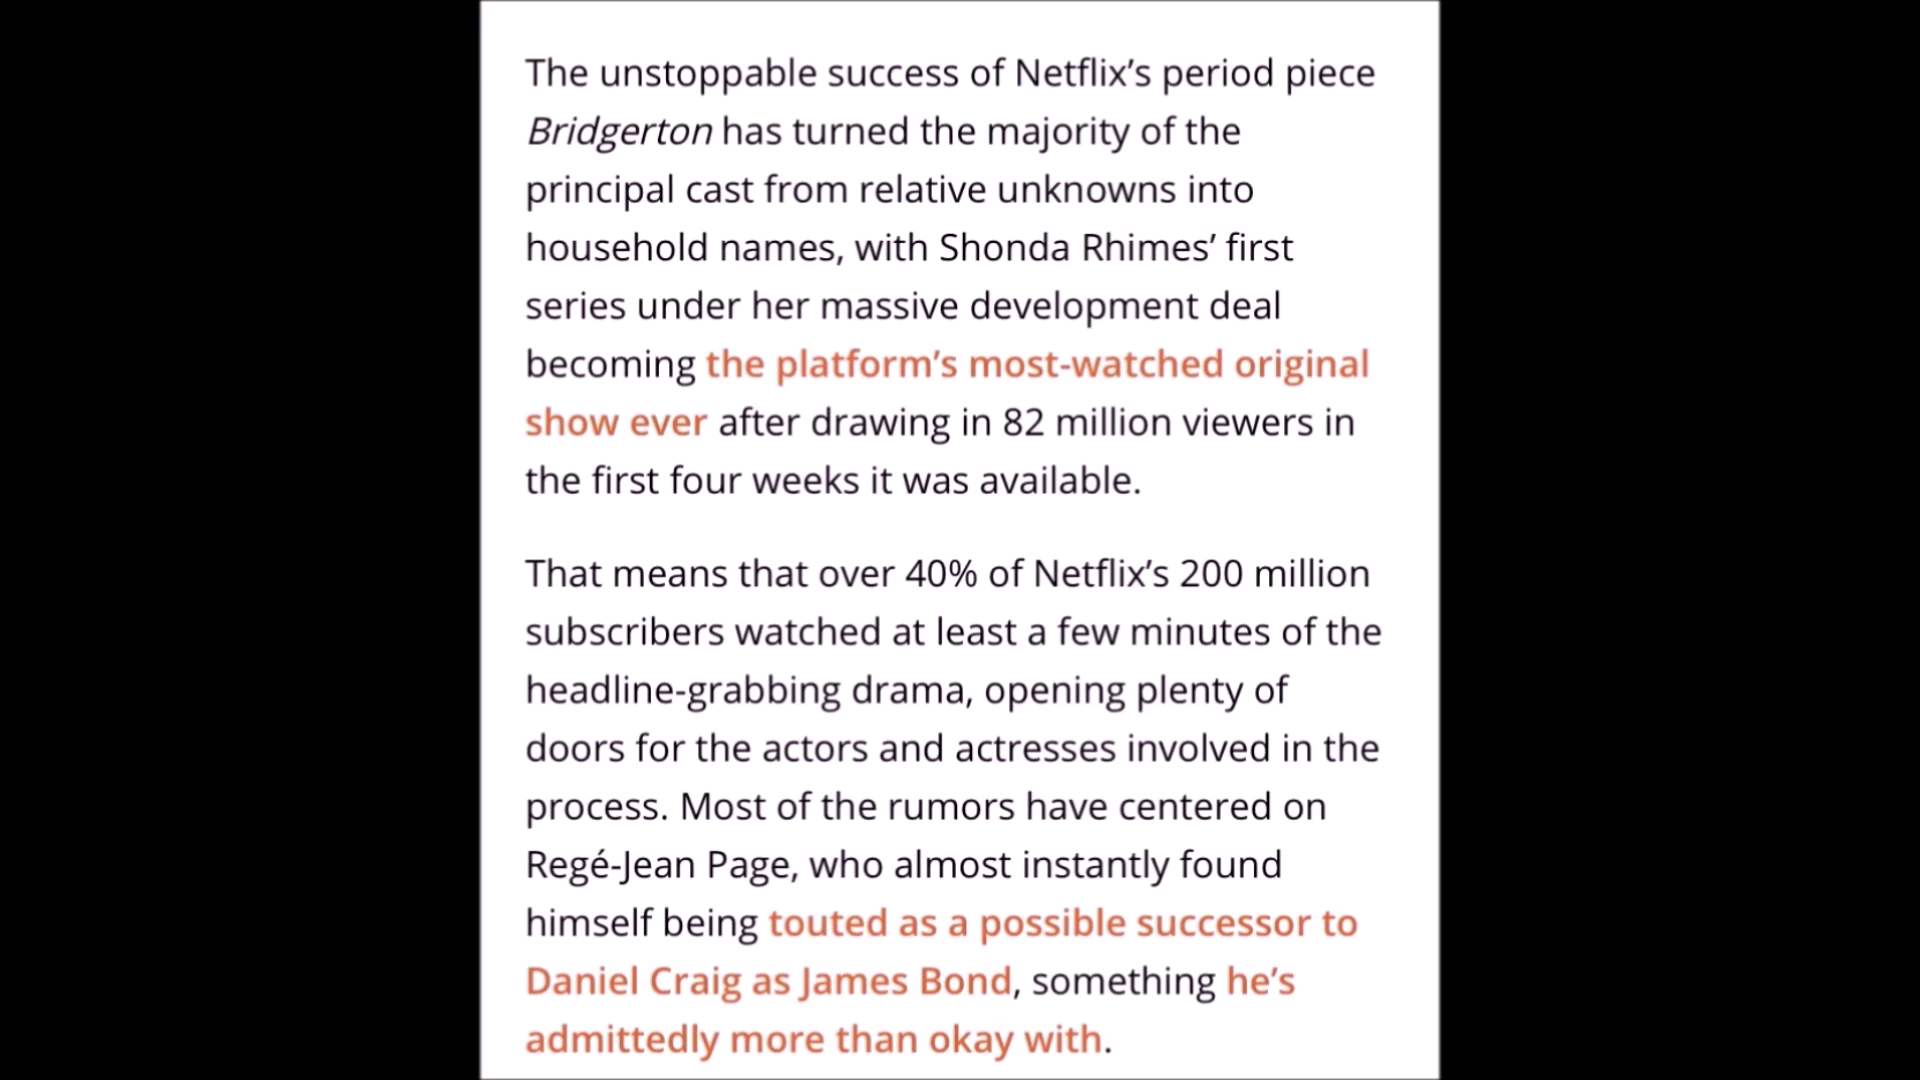 The unstoppable success of Netflix’s period piece
Bridgerton has turned the majority of the
principal cast from relative unknowns into
household names, with Shonda Rhimes’ first
series under her massive development deal
becoming the platform’s most-watched original
show ever after drawing in 82 million viewers in
the first four weeks it was available.
That means that over 40% of Netflix’s 200 million
subscribers watched at least a few minutes of the
headline-grabbing drama, opening plenty of
doors for the actors and actresses involved in the
process. Most of the rumors have centered on
Regé-Jean Page, who almost instantly found
himself being touted as a possible successor to
Daniel Craig as James Bond, something he’s
admittedly more than okay with.